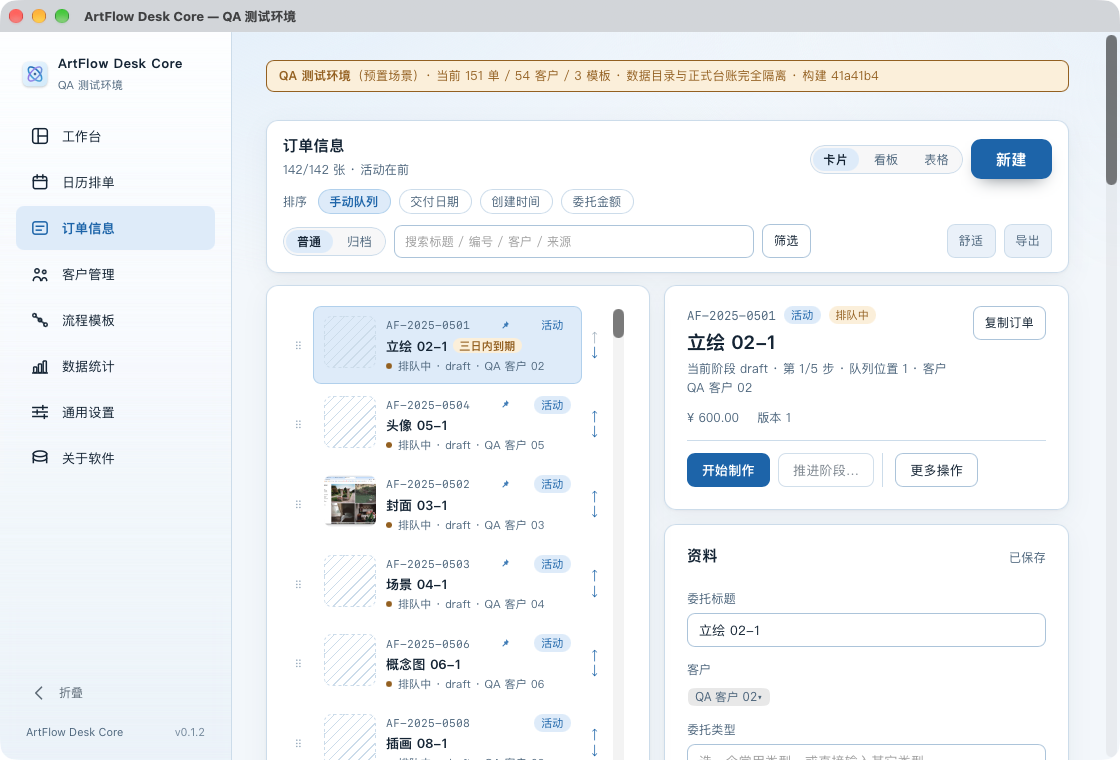 ArtFlow Desk Core — QA 测试环境
ArtFlow Desk Core
QA 测试环境
工作台
日历排单
订单信息
客户管理
流程模板
数据统计
通用设置
关于软件
折叠
ArtFlow Desk Core v0.1.2
QA 测试环境（预置场景）· 当前 151 单 / 54 客户 / 3 模板 · 数据目录与正式台账完全隔离 · 构建 41a41b4
订单信息
142/142 张 · 活动在前
卡片 看板 表格
新建
排序 手动队列 交付日期 创建时间 委托金额
普通 归档 搜索标题 / 编号 / 客户 / 来源 筛选 舒适 导出
AF-2025-0501 活动
立绘 02-1 三日内到期
排队中 · draft · QA 客户 02
AF-2025-0504 活动
头像 05-1
排队中 · draft · QA 客户 05
AF-2025-0502 活动
封面 03-1
排队中 · draft · QA 客户 03
AF-2025-0503 活动
场景 04-1
排队中 · draft · QA 客户 04
AF-2025-0506 活动
概念图 06-1
排队中 · draft · QA 客户 06
AF-2025-0508 活动
插画 08-1
AF-2025-0501 活动 排队中
复制订单
立绘 02-1
当前阶段 draft · 第 1/5 步 · 队列位置 1 · 客户
QA 客户 02
¥ 600.00 版本 1
开始制作 推进阶段... 更多操作
资料 已保存
委托标题
立绘 02-1
客户
QA 客户 02▾
委托类型